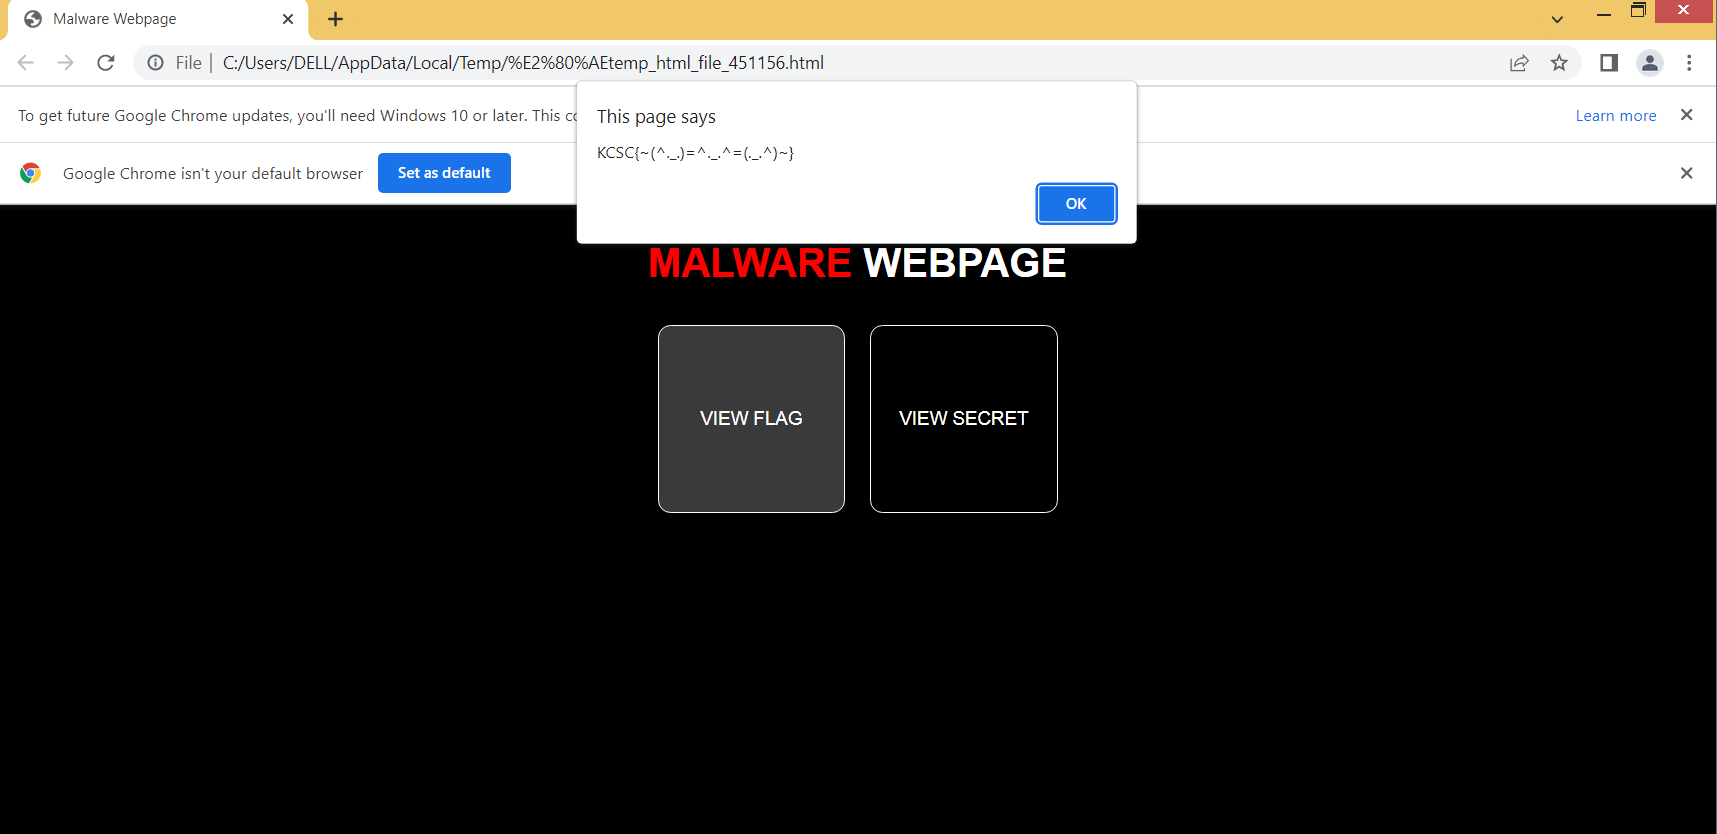 Malware Webpage
File | C:/Users/DELL/AppData/Local/Temp/%E2%80%AEtemp_html_file_451156.html
This page says
KCSC{~(^._.)=^._.^=(._.^)~}
OK
To get future Google Chrome updates, you'll need Windows 10 or later. This co
Learn more
Google Chrome isn't your default browser
Set as default
MALWARE WEBPAGE
VIEW FLAG
VIEW SECRET